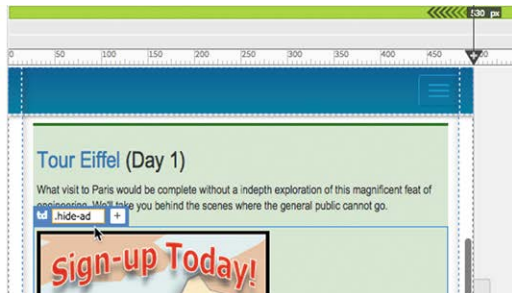 530 px
0 50 100 150 200 250 300 350 400 450
Tour Eiffel (Day 1)
What visit to Paris would be complete without a indepth exploration of this magnificent feat of
engineering. We'll take you behind the scenes where the general public cannot go.
td .hide-ad +
Sign-up Today!